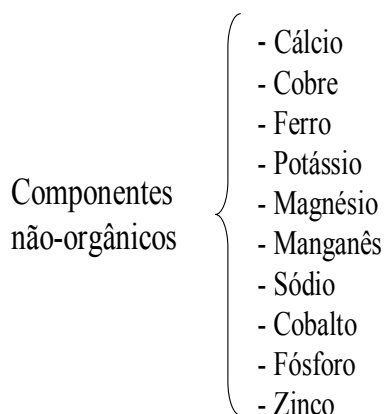 Componentes
não-orgânicos
- Cálcio
- Cobre
- Ferro
- Potássio
- Magnésio
- Manganês
- Sódio
- Cobalto
- Fósforo
- Zinco